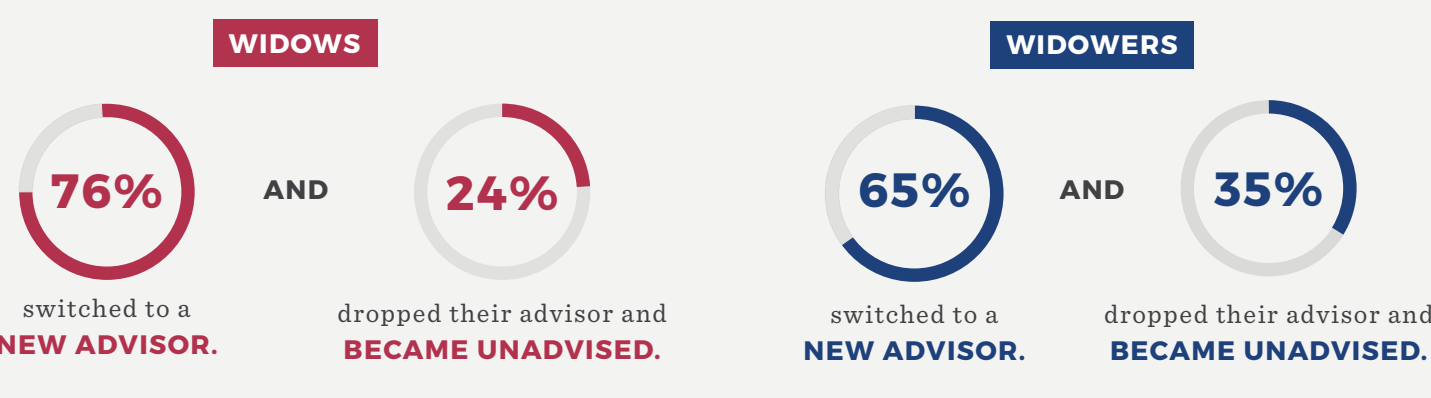 WIDOWS
76%
switched to a
NEW ADVISOR.
AND
24%
dropped their advisor and
BECAME UNADVISED.
WIDOWERS
65%
switched to a
NEW ADVISOR.
AND
35%
dropped their advisor and
BECAME UNADVISED.